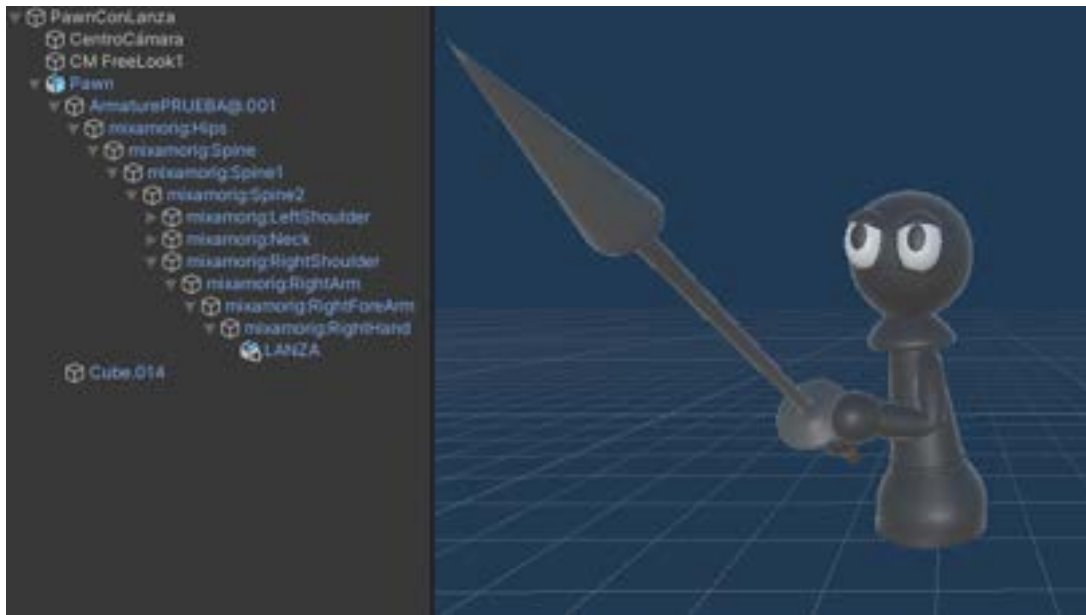 PawnConLanza
CentroCámara
CM FreeLook1
Pawn
ArmaturePRUEBA@.001
mixamorig:Hips
mixamorig:Spine
mixamorig:Spine1
mixamorig:Spine2
mixamorig:LeftShoulder
mixamorig:Neck
mixamorig:RightShoulder
mixamorig:RightArm
mixamorig:RightForeArm
mixamorig:RightHand
LANZA
Cube.014